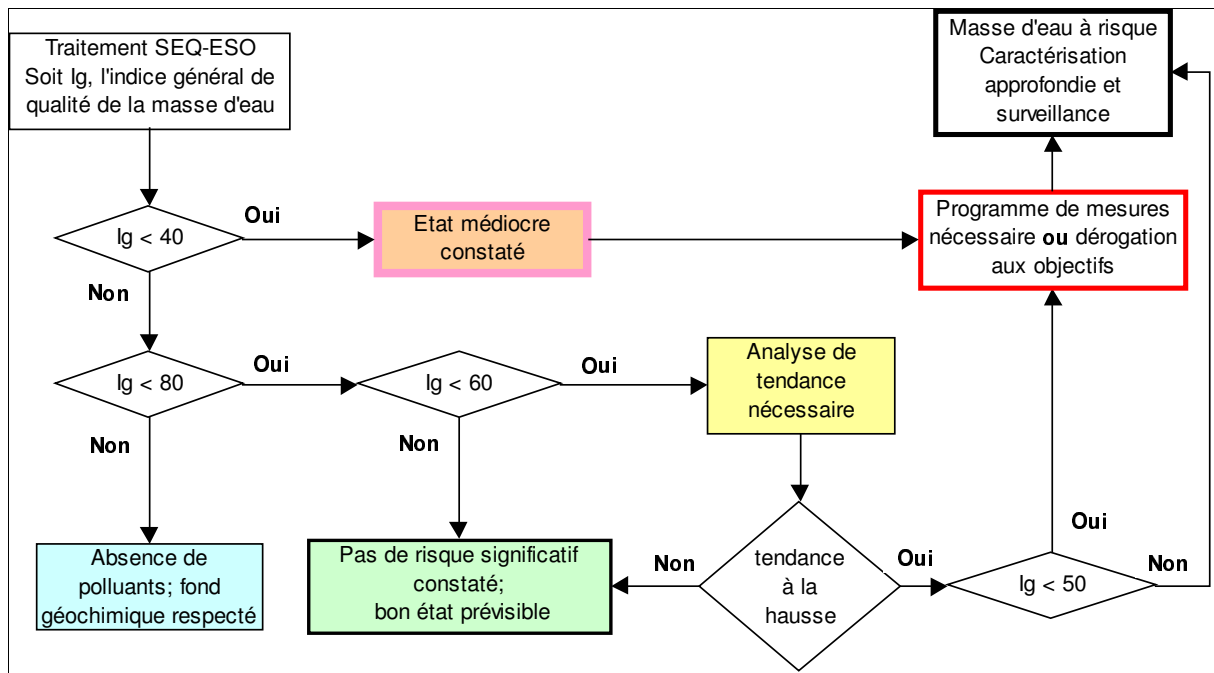 Traitement SEQ-ESO
Soit Ig, l'indice général de
qualité de la masse d'eau
Masse d'eau à risque
Caractérisation
approfondie et
surveillance
Ig < 40
Oui
Etat médiocre
constaté
Programme de mesures
nécessaire ou dérogation
aux objectifs
Non
Ig < 80
Oui
Ig < 60
Oui
Analyse de
tendance
nécessaire
Non
Non
Absence de
polluants; fond
géochimique respecté
Pas de risque significatif
constaté;
bon état prévisible
Non
tendance
à la
hausse
Oui
Ig < 50
Oui
Non